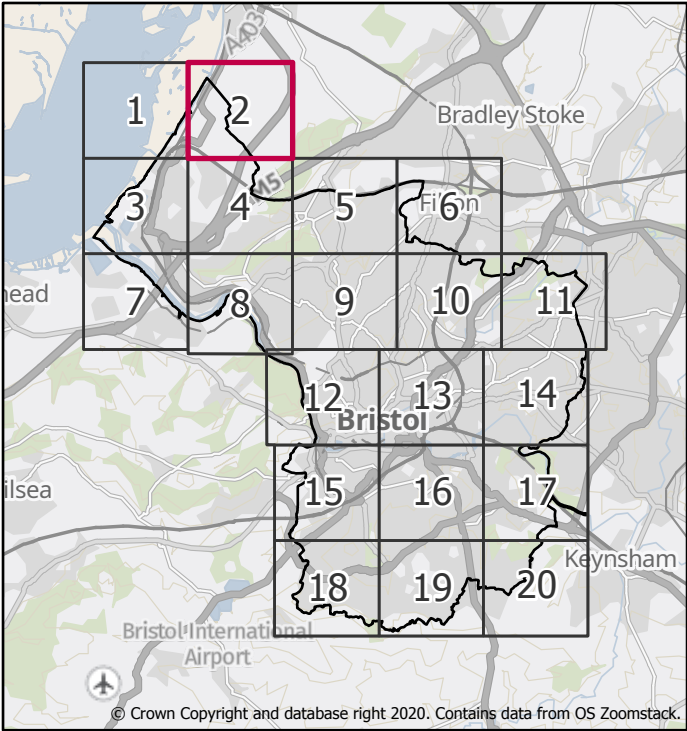 A403
1
2
Bradley Stoke
M5
3
4
5
6
Filton
head
7
8
9
10
11
12
13
14
Bristol
ilsea
15
16
17
Keynsham
18
19
20
Bristol International
Airport
© Crown Copyright and database right 2020. Contains data from OS Zoomstack.